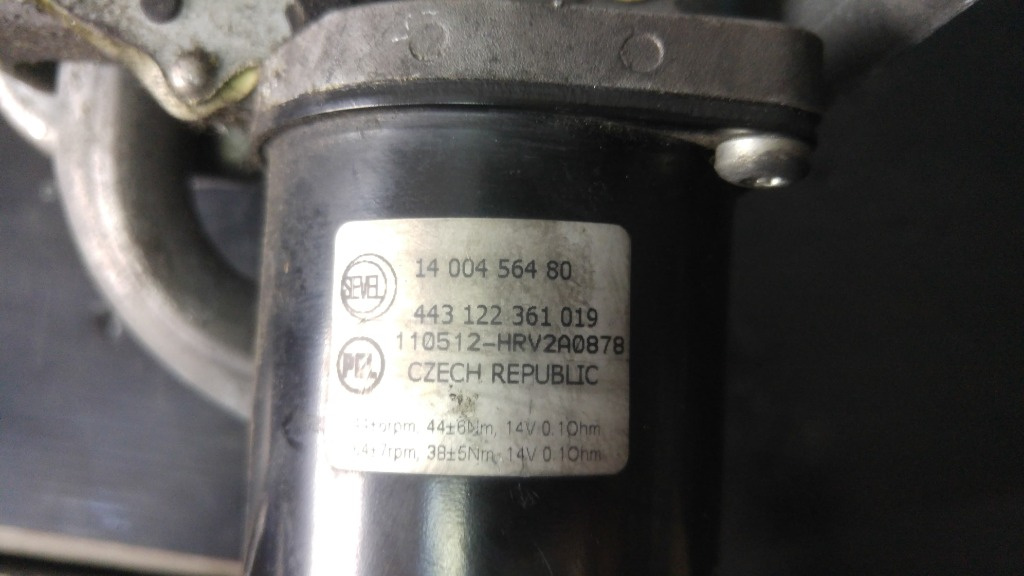 SEVEL
14 004 564 80
443 122 361 019
110512-HRV2A0878
PAL
CZECH REPUBLIC
44±6Nm, 14V 0.1Ohm
38±5Nm, 14V 0.1Ohm